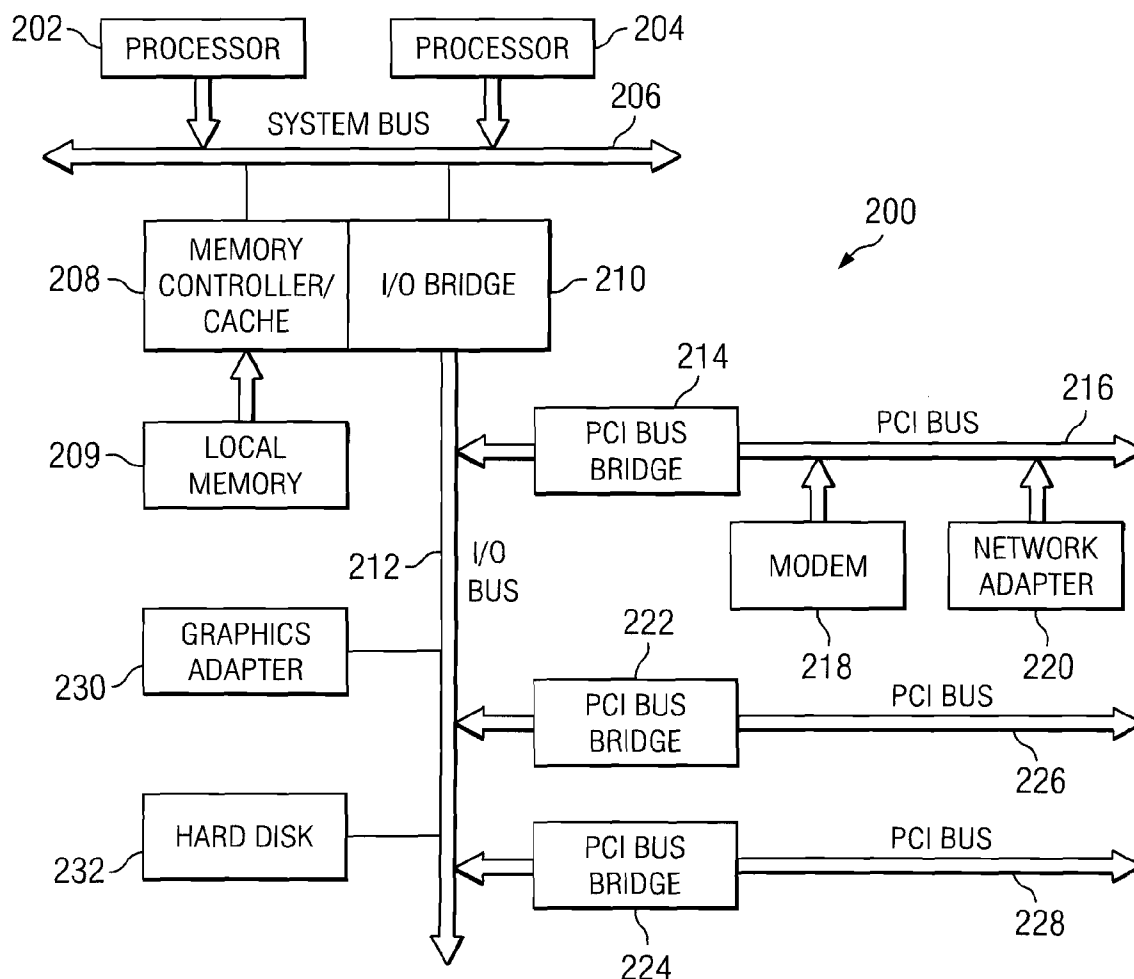 202
PROCESSOR
PROCESSOR
204
SYSTEM BUS
206
200
208
MEMORY
CONTROLLER/
CACHE
I/O BRIDGE
210
214
216
209
LOCAL
MEMORY
PCI BUS
BRIDGE
PCI BUS
212
I/O
BUS
MODEM
NETWORK
ADAPTER
218
220
GRAPHICS
ADAPTER
230
222
PCI BUS
BRIDGE
PCI BUS
226
HARD DISK
232
PCI BUS
BRIDGE
PCI BUS
224
228